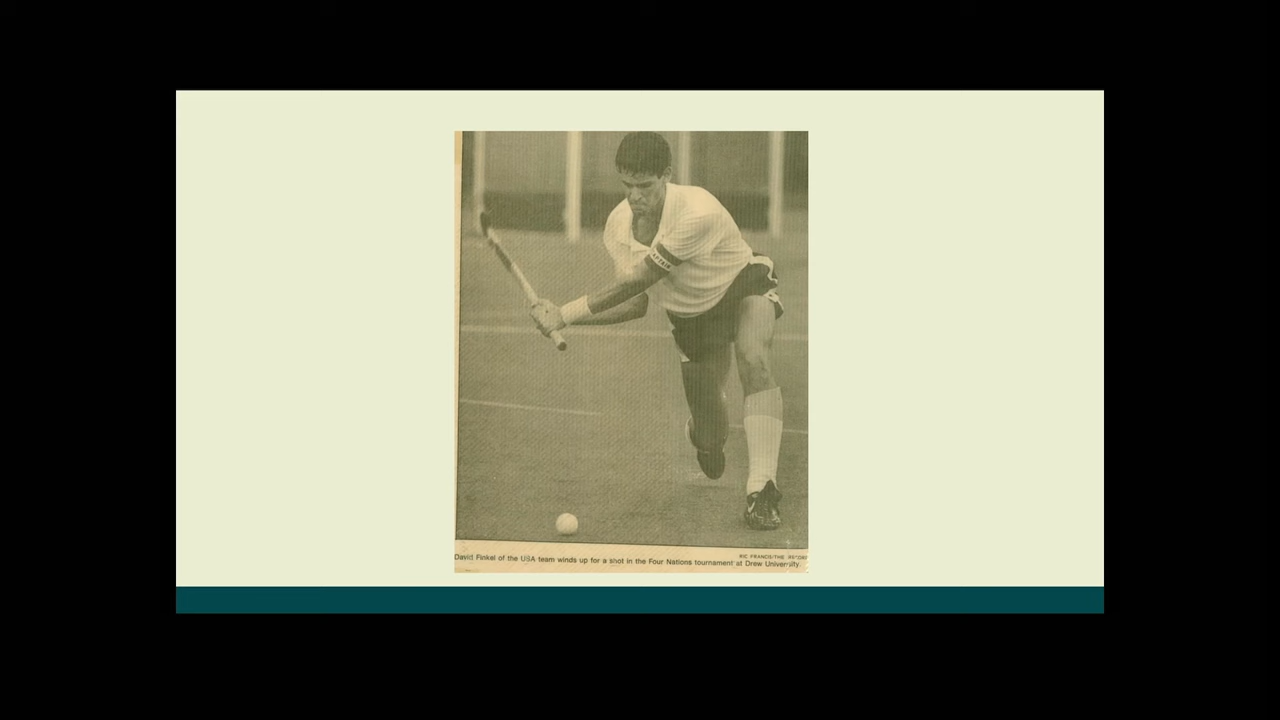 RIC FRANCIS/THE RECORD
David Finkel of the USA team winds up for a shot in the Four Nations tournament at Drew University.